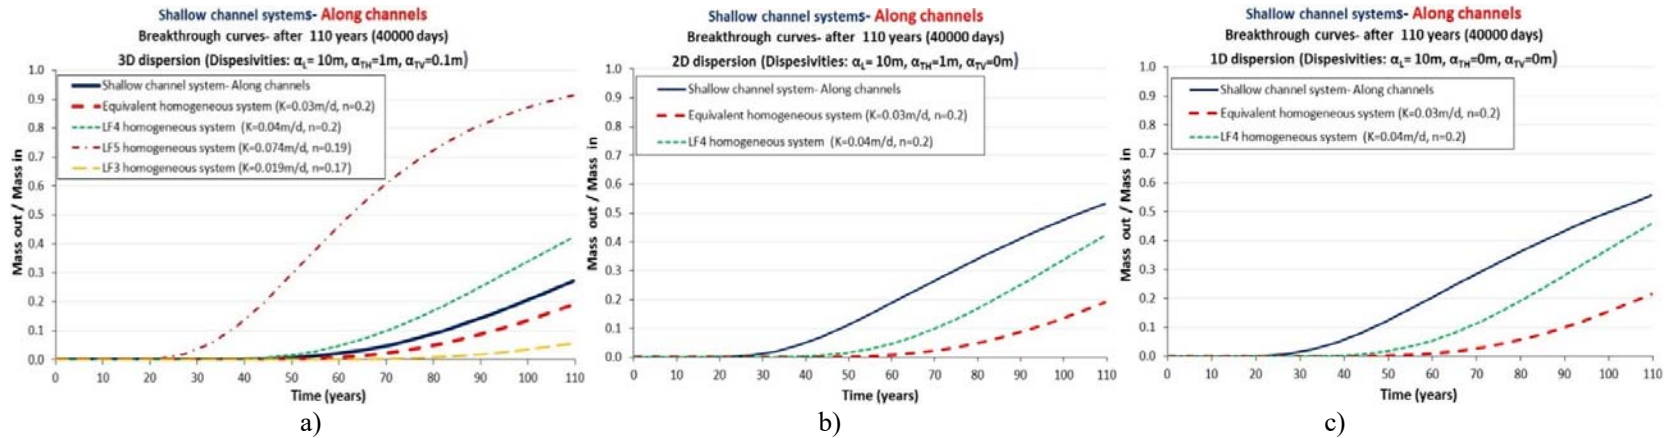 Shallow channel systems- Along channels
Breakthrough curves- after 110 years (40000 days)
3D dispersion (Dispesivities: αL= 10m, αTH=1m, αTV=0.1m)
Shallow channel system- Along channels
Equivalent homogeneous system (K=0.03m/d, n=0.2)
LF4 homogeneous system (K=0.04m/d, n=0.2)
LF5 homogeneous system (K=0.074m/d, n=0.19)
LF3 homogeneous system (K=0.019m/d, n=0.17)
Mass out / Mass in
1.0
0.9
0.8
0.7
0.6
0.5
0.4
0.3
0.2
0.1
0.0
0 10 20 30 40 50 60 70 80 90 100 110
Time (years)
a)
Shallow channel systems- Along channels
Breakthrough curves- after 110 years (40000 days)
2D dispersion (Dispesivities: αL= 10m, αTH=1m, αTV=0m)
Shallow channel system- Along channels
Equivalent homogeneous system (K=0.03m/d, n=0.2)
LF4 homogeneous system (K=0.04m/d, n=0.2)
Mass out / Mass in
1.0
0.9
0.8
0.7
0.6
0.5
0.4
0.3
0.2
0.1
0.0
0 10 20 30 40 50 60 70 80 90 100 110
Time (years)
b)
Shallow channel systems- Along channels
Breakthrough curves- after 110 years (40000 days)
1D dispersion (Dispesivities: αL= 10m, αTH=0m, αTV=0m)
Shallow channel system- Along channels
Equivalent homogeneous system (K=0.03m/d, n=0.2)
LF4 homogeneous system (K=0.04m/d, n=0.2)
Mass out / Mass in
1.0
0.9
0.8
0.7
0.6
0.5
0.4
0.3
0.2
0.1
0.0
0 10 20 30 40 50 60 70 80 90 100 110
Time (years)
c)